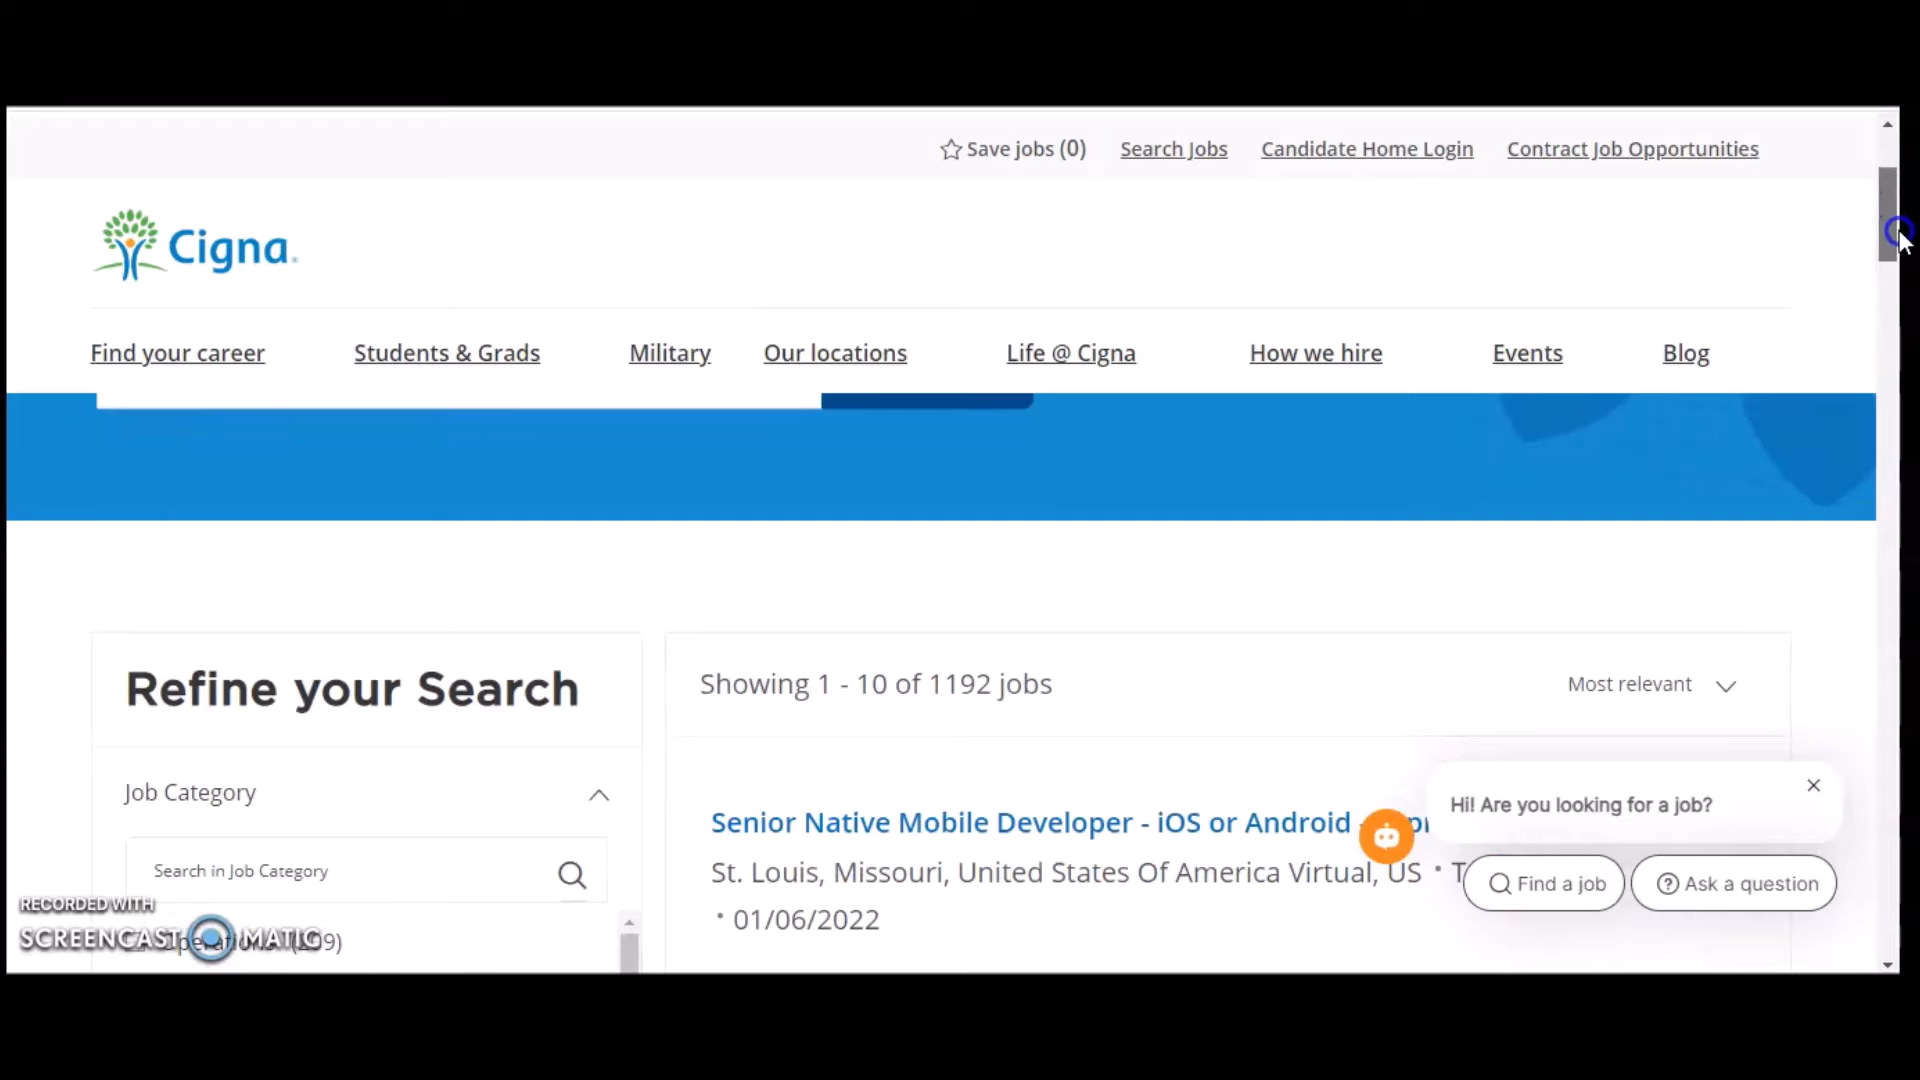 Save jobs (0) Search Jobs Candidate Home Login Contract Job Opportunities
Cigna
Find your career Students & Grads Military Our locations Life @ Cigna How we hire Events Blog
Refine your Search
Showing 1 - 10 of 1192 jobs Most relevant
Job Category
Search in Job Category
Senior Native Mobile Developer - iOS or Android
St. Louis, Missouri, United States Of America Virtual, US
01/06/2022
Hi! Are you looking for a job?
Find a job Ask a question
RECORDED WITH
SCREENCAST MATIC